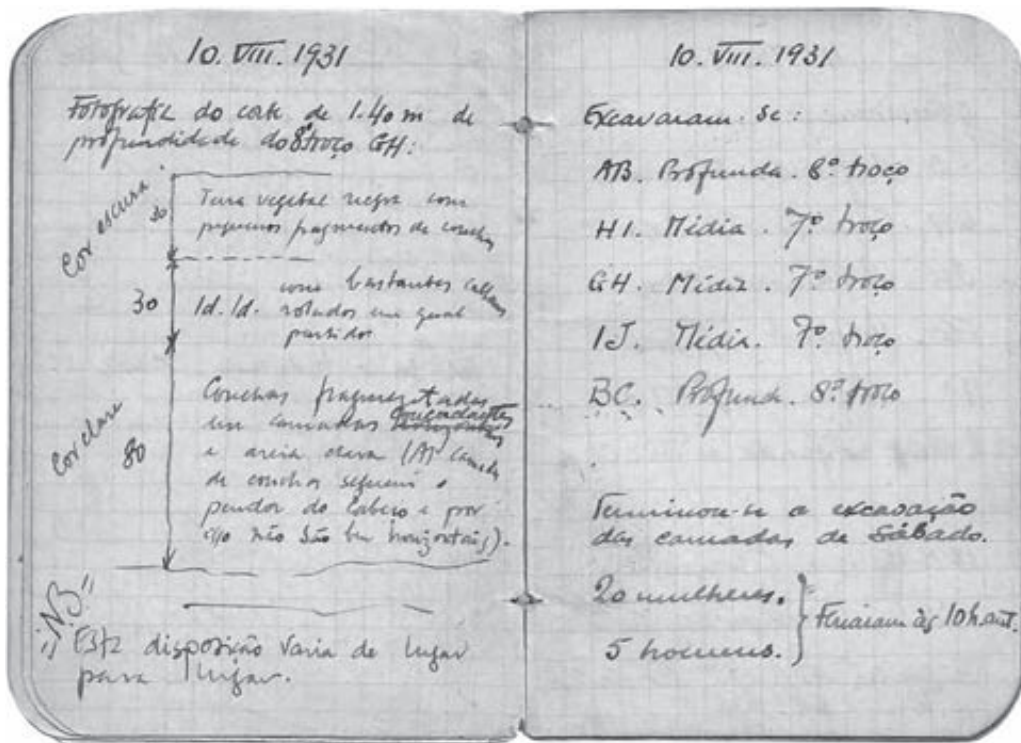 10. VIII. 1931
Fotografia do corte de 1.40 m de
profundidade do 8º troço GH:
Cor escura
30
Terra vegetal negra com
pequenos fragmentos de conchas
30
Id. Id. com bastantes calhaus
rolados em geral
partidos
Cor clara
80
Conchas fragmentadas
em camadas
e areia clara (As camadas
de conchas seguem o
pendor do Cabeço e por
isso não são bem horizontais).
"NB"
Esta disposição varia de lugar
para lugar.
10. VIII. 1931
Excavaram-se:
AB. Profunda. 8º troço
HI. Média. 7º troço
GH. Média. 7º troço
IJ. Média. 7º troço
BC. Profunda. 8º troço
Terminou-se a excavação
das camadas de Sábado.
20 mulheres.
5 homens.
às 10 h.